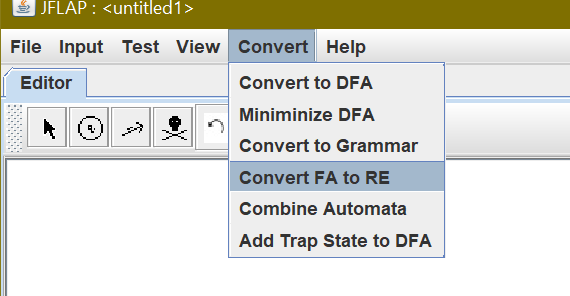 JFLAP : <untitled1>
File Input Test View Convert Help
Editor
Convert to DFA
Miniminize DFA
Convert to Grammar
Convert FA to RE
Combine Automata
Add Trap State to DFA